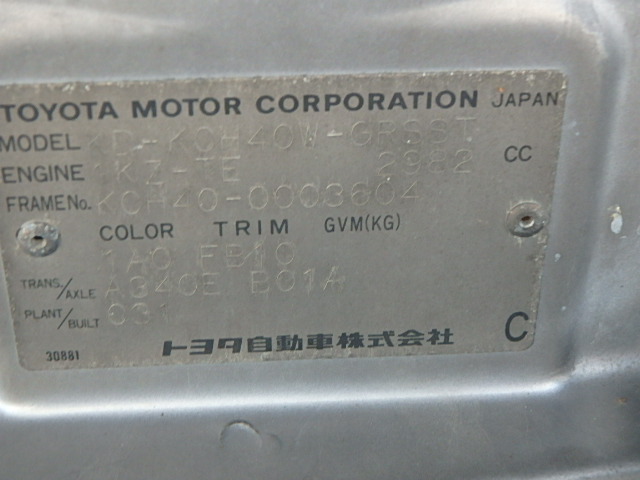 TOYOTA MOTOR CORPORATION JAPAN
MODEL KD-KCH40W-GRSST
ENGINE 1KZ-TE 2982 CC
FRAME No. KCH40-0003604
COLOR TRIM GVM(KG)
1A0 FB10
TRANS./AXLE A340E B01A
PLANT/BUILT
30881 トヨタ自動車株式会社 C